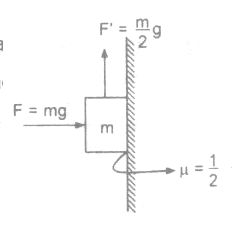 F' = m/2 g
F = mg
m
μ = 1/2